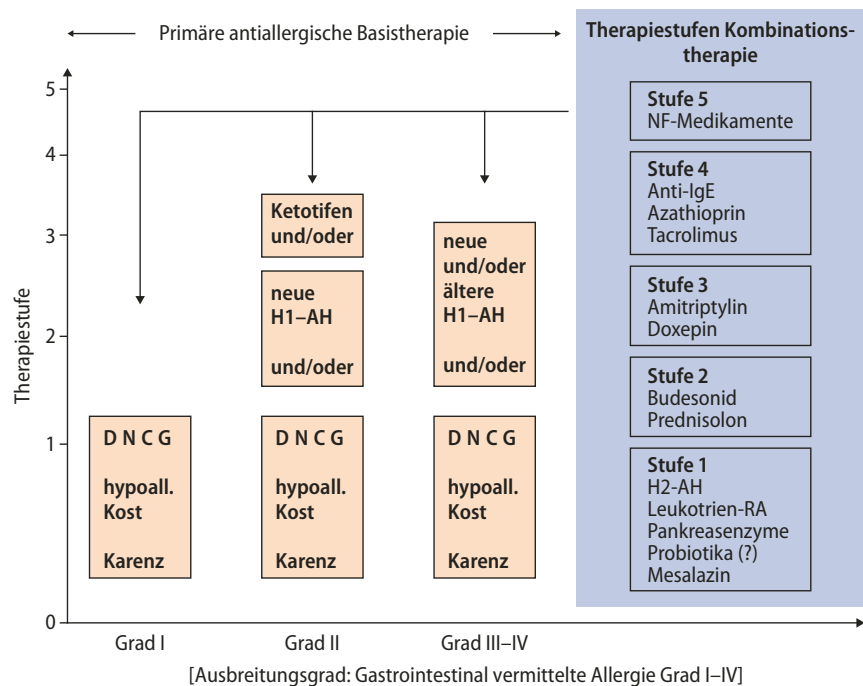 Primäre antiallergische Basistherapie
Therapiestufen Kombinations-
therapie
Therapiestufe
5
4
3
2
1
0
Ketotifen
und/oder
neue
H1–AH
und/oder
neue
und/oder
ältere
H1–AH
und/oder
D N C G
hypoall.
Kost
Karenz
D N C G
hypoall.
Kost
Karenz
D N C G
hypoall.
Kost
Karenz
Stufe 5
NF-Medikamente
Stufe 4
Anti-IgE
Azathioprin
Tacrolimus
Stufe 3
Amitriptylin
Doxepin
Stufe 2
Budesonid
Prednisolon
Stufe 1
H2-AH
Leukotrien-RA
Pankreasenzyme
Probiotika (?)
Mesalazin
Grad I
Grad II
Grad III–IV
[Ausbreitungsgrad: Gastrointestinal vermittelte Allergie Grad I–IV]